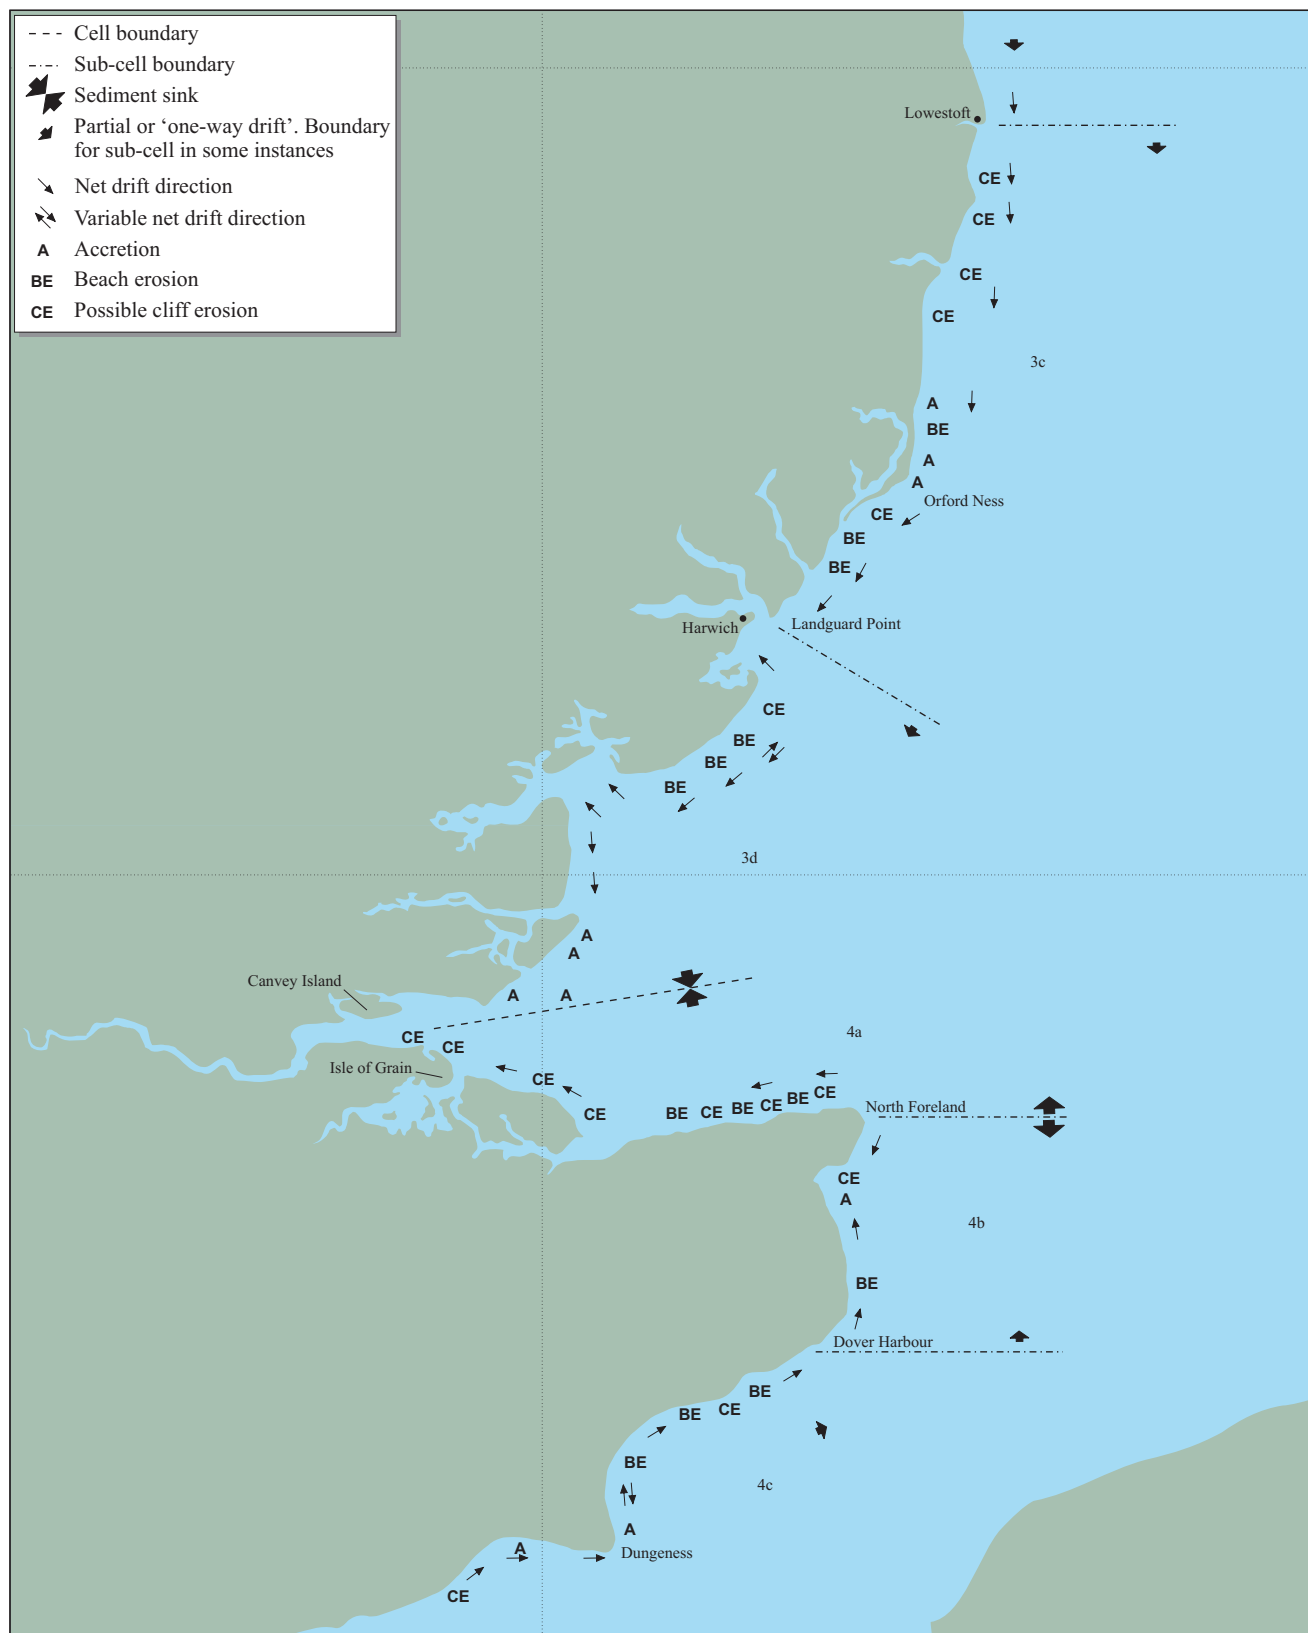 Cell boundary
Sub-cell boundary
Sediment sink
Partial or ‘one-way drift’. Boundary
for sub-cell in some instances
Net drift direction
Variable net drift direction
A Accretion
BE Beach erosion
CE Possible cliff erosion
Lowestoft
CE
CE
CE
CE
3c
A
BE
A
A
Orford Ness
CE
BE
BE
Landguard Point
Harwich
CE
BE
BE
BE
3d
A
A
Canvey Island
A A
4a
CE
CE
Isle of Grain
CE
CE
BE CE BE CE BE CE
North Foreland
CE
A
4b
BE
Dover Harbour
BE
CE
BE
BE
4c
A
Dungeness
A
CE